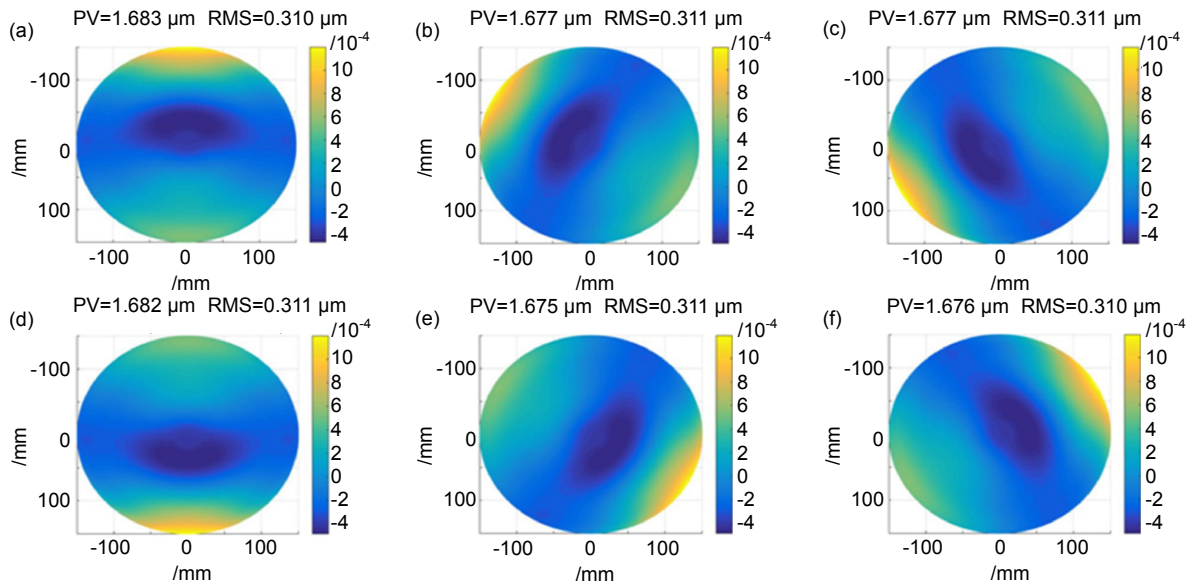 (a)
PV=1.683 µm RMS=0.310 µm
/10-4
10
8
6
4
2
0
-2
-4
-100
0
100
/mm
-100 0 100
/mm
(b)
PV=1.677 µm RMS=0.311 µm
/10-4
10
8
6
4
2
0
-2
-4
-100
0
100
/mm
-100 0 100
/mm
(c)
PV=1.677 µm RMS=0.311 µm
/10-4
10
8
6
4
2
0
-2
-4
-100
0
100
/mm
-100 0 100
/mm
(d)
PV=1.682 µm RMS=0.311 µm
/10-4
10
8
6
4
2
0
-2
-4
-100
0
100
/mm
-100 0 100
/mm
(e)
PV=1.675 µm RMS=0.311 µm
/10-4
10
8
6
4
2
0
-2
-4
-100
0
100
/mm
-100 0 100
/mm
(f)
PV=1.676 µm RMS=0.310 µm
/10-4
10
8
6
4
2
0
-2
-4
-100
0
100
/mm
-100 0 100
/mm